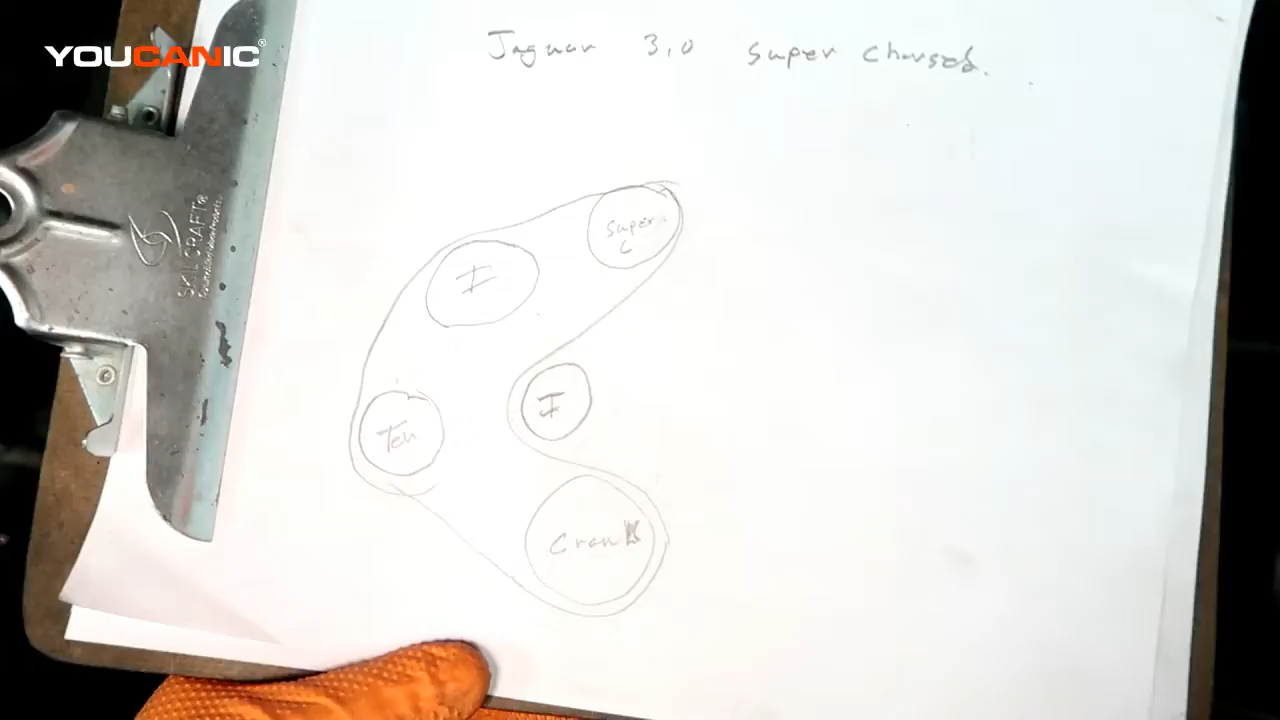 YOUCANIC®
Jaguar 3.0 Super Charged.
Super
C
I
I
Ten
Crank
SKILCRAFT®